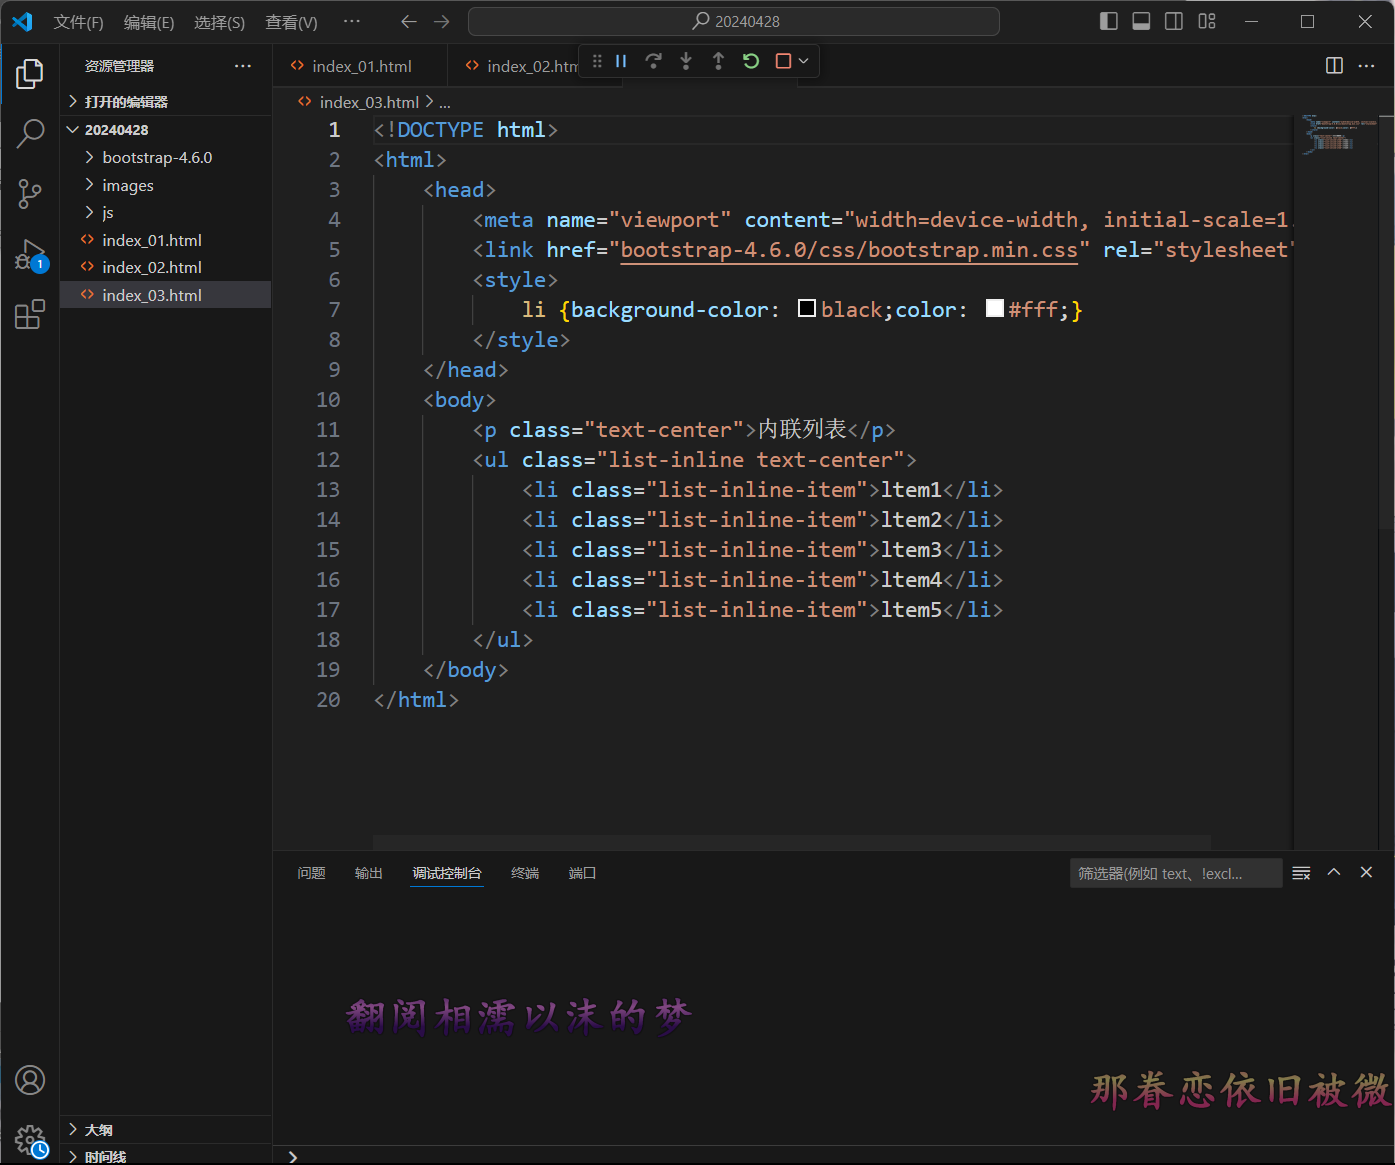 文件(F) 编辑(E) 选择(S) 查看(V) ··· 20240428
资源管理器 ···
打开的编辑器
20240428
bootstrap-4.6.0
images
js
index_01.html
index_02.html
index_03.html
大纲
时间线
1
index_01.html index_02.htm
index_03.html > ...
1 <!DOCTYPE html>
2 <html>
3 <head>
4 <meta name="viewport" content="width=device-width, initial-scale=1.
5 <link href="bootstrap-4.6.0/css/bootstrap.min.css" rel="stylesheet"
6 <style>
7 li {background-color: black;color: #fff;}
8 </style>
9 </head>
10 <body>
11 <p class="text-center">内联列表</p>
12 <ul class="list-inline text-center">
13 <li class="list-inline-item">ltem1</li>
14 <li class="list-inline-item">ltem2</li>
15 <li class="list-inline-item">ltem3</li>
16 <li class="list-inline-item">ltem4</li>
17 <li class="list-inline-item">ltem5</li>
18 </ul>
19 </body>
20 </html>
问题 输出 调试控制台 终端 端口 筛选器(例如 text、!excl...
翻阅相濡以沫的梦
那眷恋依旧被微